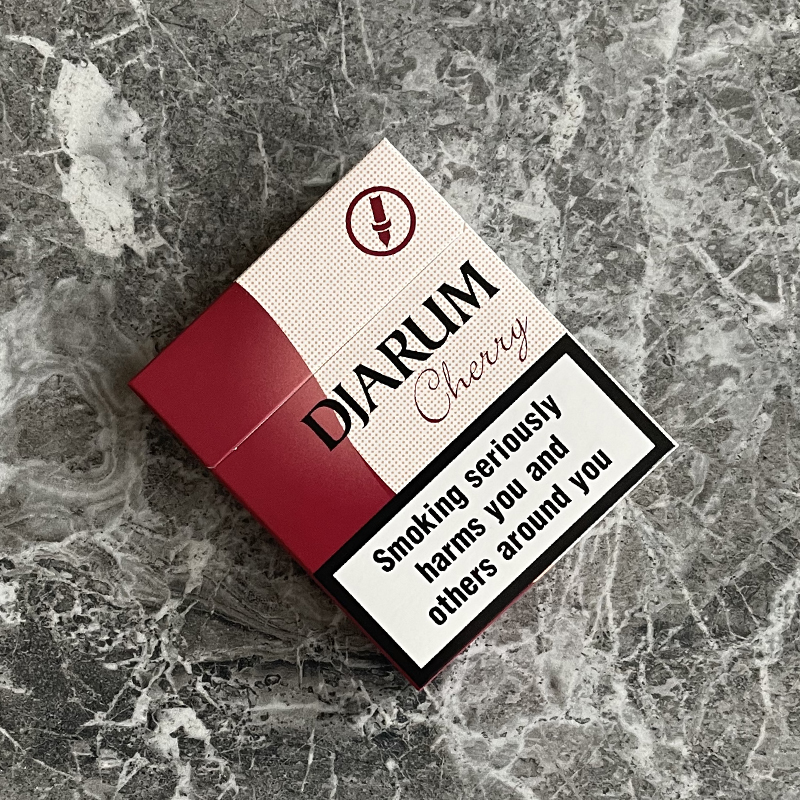 DJARUM
Cherry
Smoking seriously
harms you and
others around you